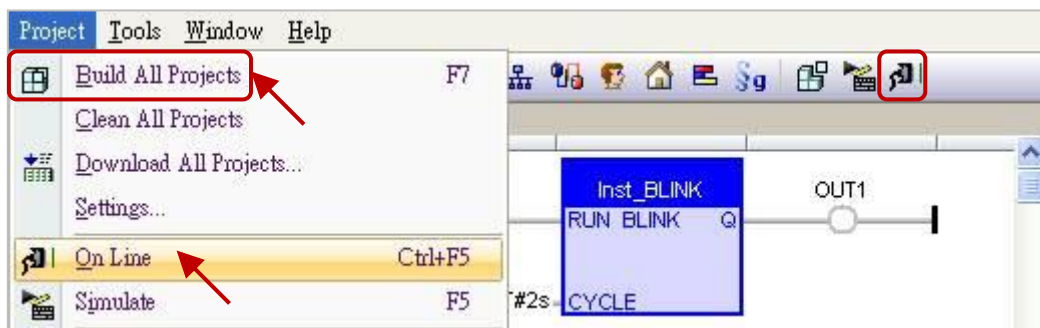 Project Tools Window Help
Build All Projects F7
Clean All Projects
Download All Projects...
Settings...
On Line Ctrl+F5
Simulate F5
§g
Inst_BLINK OUT1
RUN BLINK Q
T#2s CYCLE